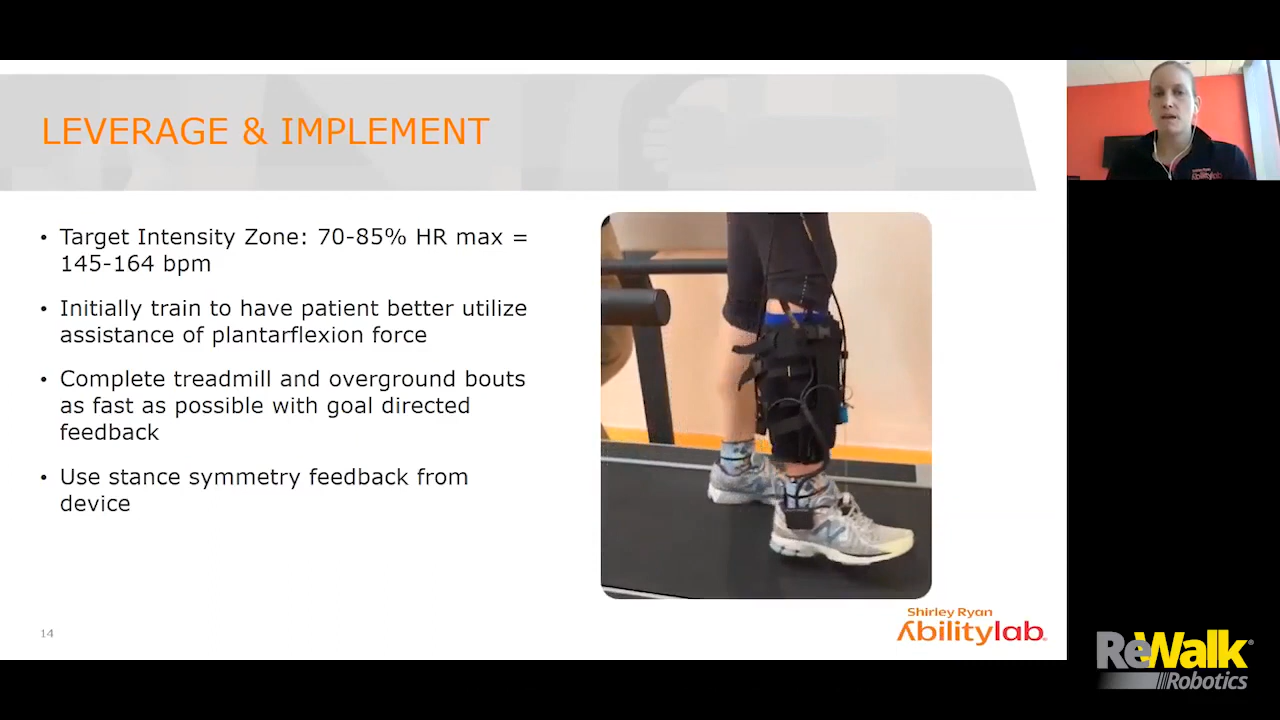 LEVERAGE & IMPLEMENT
• Target Intensity Zone: 70-85% HR max =
145-164 bpm
• Initially train to have patient better utilize
assistance of plantarflexion force
• Complete treadmill and overground bouts
as fast as possible with goal directed
feedback
• Use stance symmetry feedback from
device
14
Shirley Ryan
Abilitylab
Abilitylab
ReWalk
Robotics